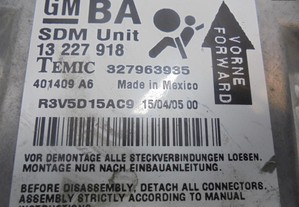 GM BA
SDM Unit
13 227 918
TEMIC 327963935
401409 A6 Made in Mexico
R3V5D15AC9 15/04/05 00
VORNE
FORWARD
VOR DEMONTAGE ALLE STECKVERBINDUNGEN LOESEN.
MONTAGE NUR NACH EINBAUANLEITUNG.
BEFORE DISASSEMBLY, DETACH ALL CONNECTORS.
ASSEMBLY STRICTLY ACCORDING TO MANUAL